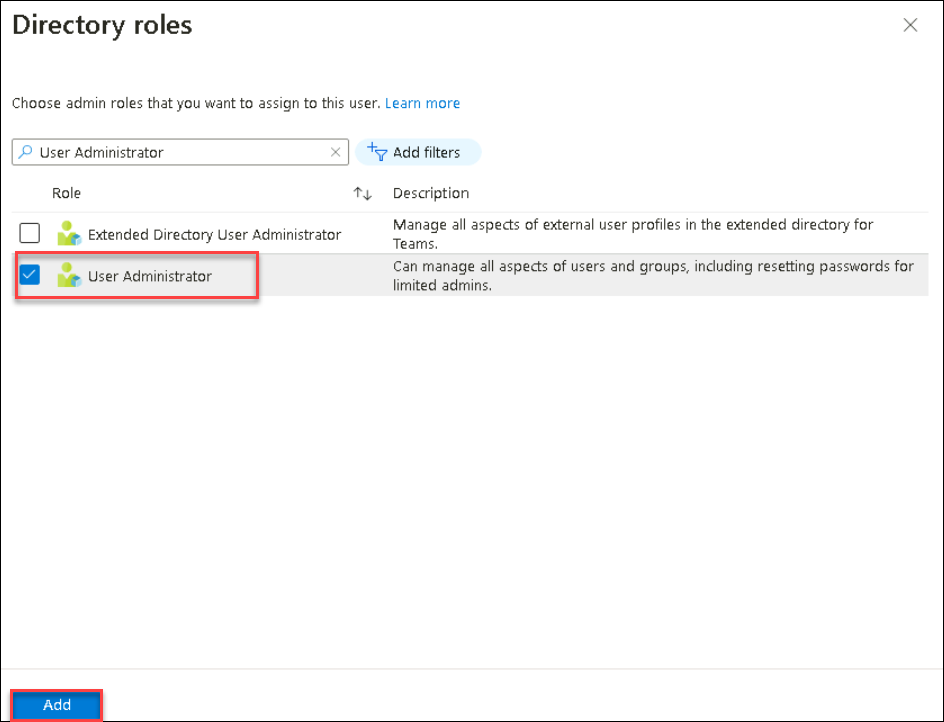 Directory roles
Choose admin roles that you want to assign to this user. Learn more
User Administrator
Add filters
Role
Description
Extended Directory User Administrator
Manage all aspects of external user profiles in the extended directory for
Teams.
User Administrator
Can manage all aspects of users and groups, including resetting passwords for
limited admins.
Add